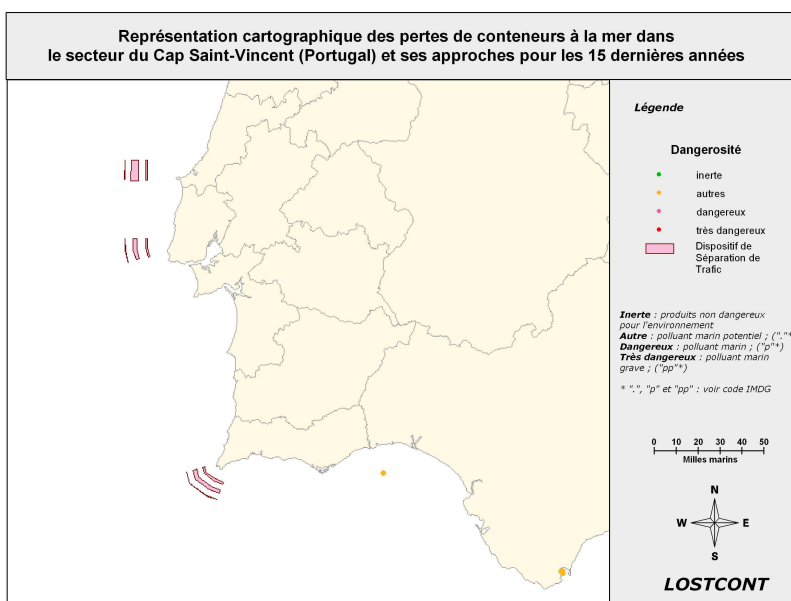 Représentation cartographique des pertes de conteneurs à la mer dans
le secteur du Cap Saint-Vincent (Portugal) et ses approches pour les 15 dernières années
Légende
Dangerosité
inerte
autres
dangereux
très dangereux
Dispositif de
Séparation de
Trafic
Inerte : produits non dangereux
pour l'environnement
Autre : polluant marin potentiel ; ("."*
Dangereux : polluant marin ; ("p"*)
Très dangereux : polluant marin
grave ; ("pp"*)
* ".", "p" et "pp" : voir code IMDG
0 10 20 30 40 50
Milles marins
N
W E
S
LOSTCONT